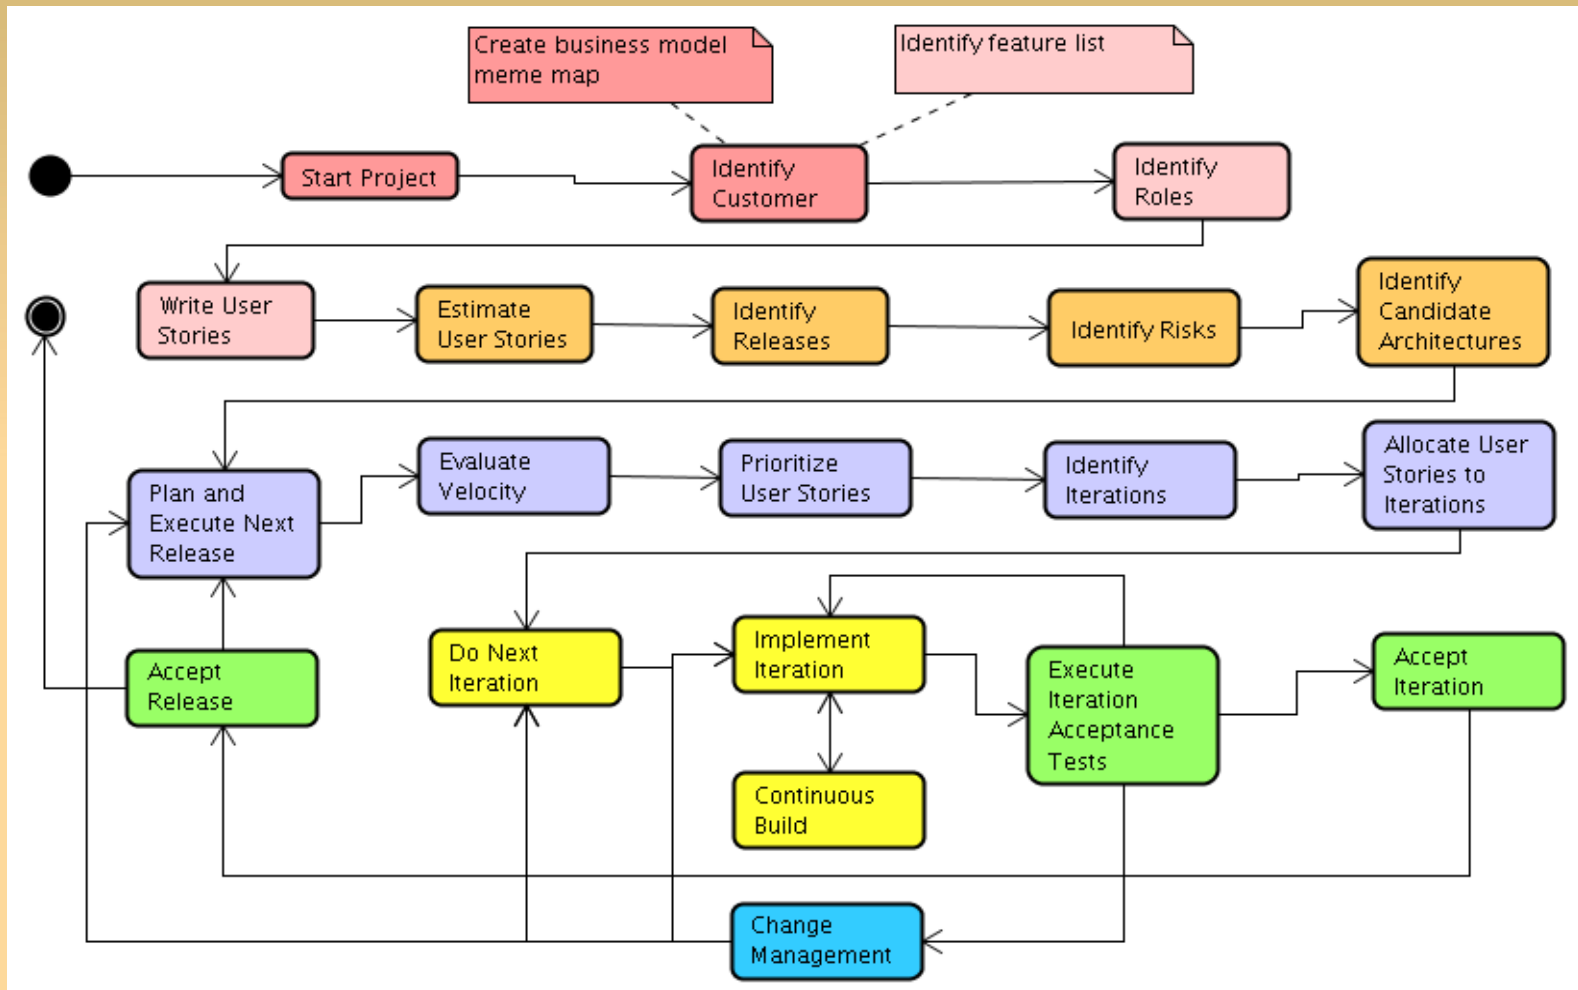 Create business model
meme map
Identify feature list
Start Project
Identify
Customer
Identify
Roles
Write User
Stories
Estimate
User Stories
Identify
Releases
Identify Risks
Identify
Candidate
Architectures
Plan and
Execute Next
Release
Evaluate
Velocity
Prioritize
User Stories
Identify
Iterations
Allocate User
Stories to
Iterations
Accept
Release
Do Next
Iteration
Implement
Iteration
Execute
Iteration
Acceptance
Tests
Accept
Iteration
Continuous
Build
Change
Management